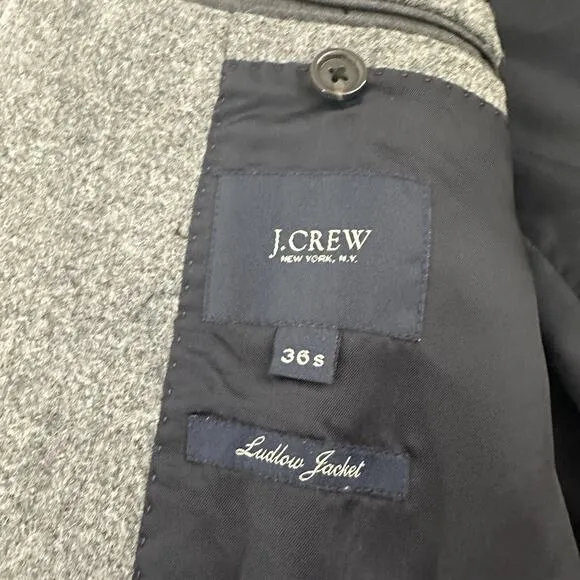 J.CREW
NEW YORK, N.Y.
36s
Ludlow Jacket